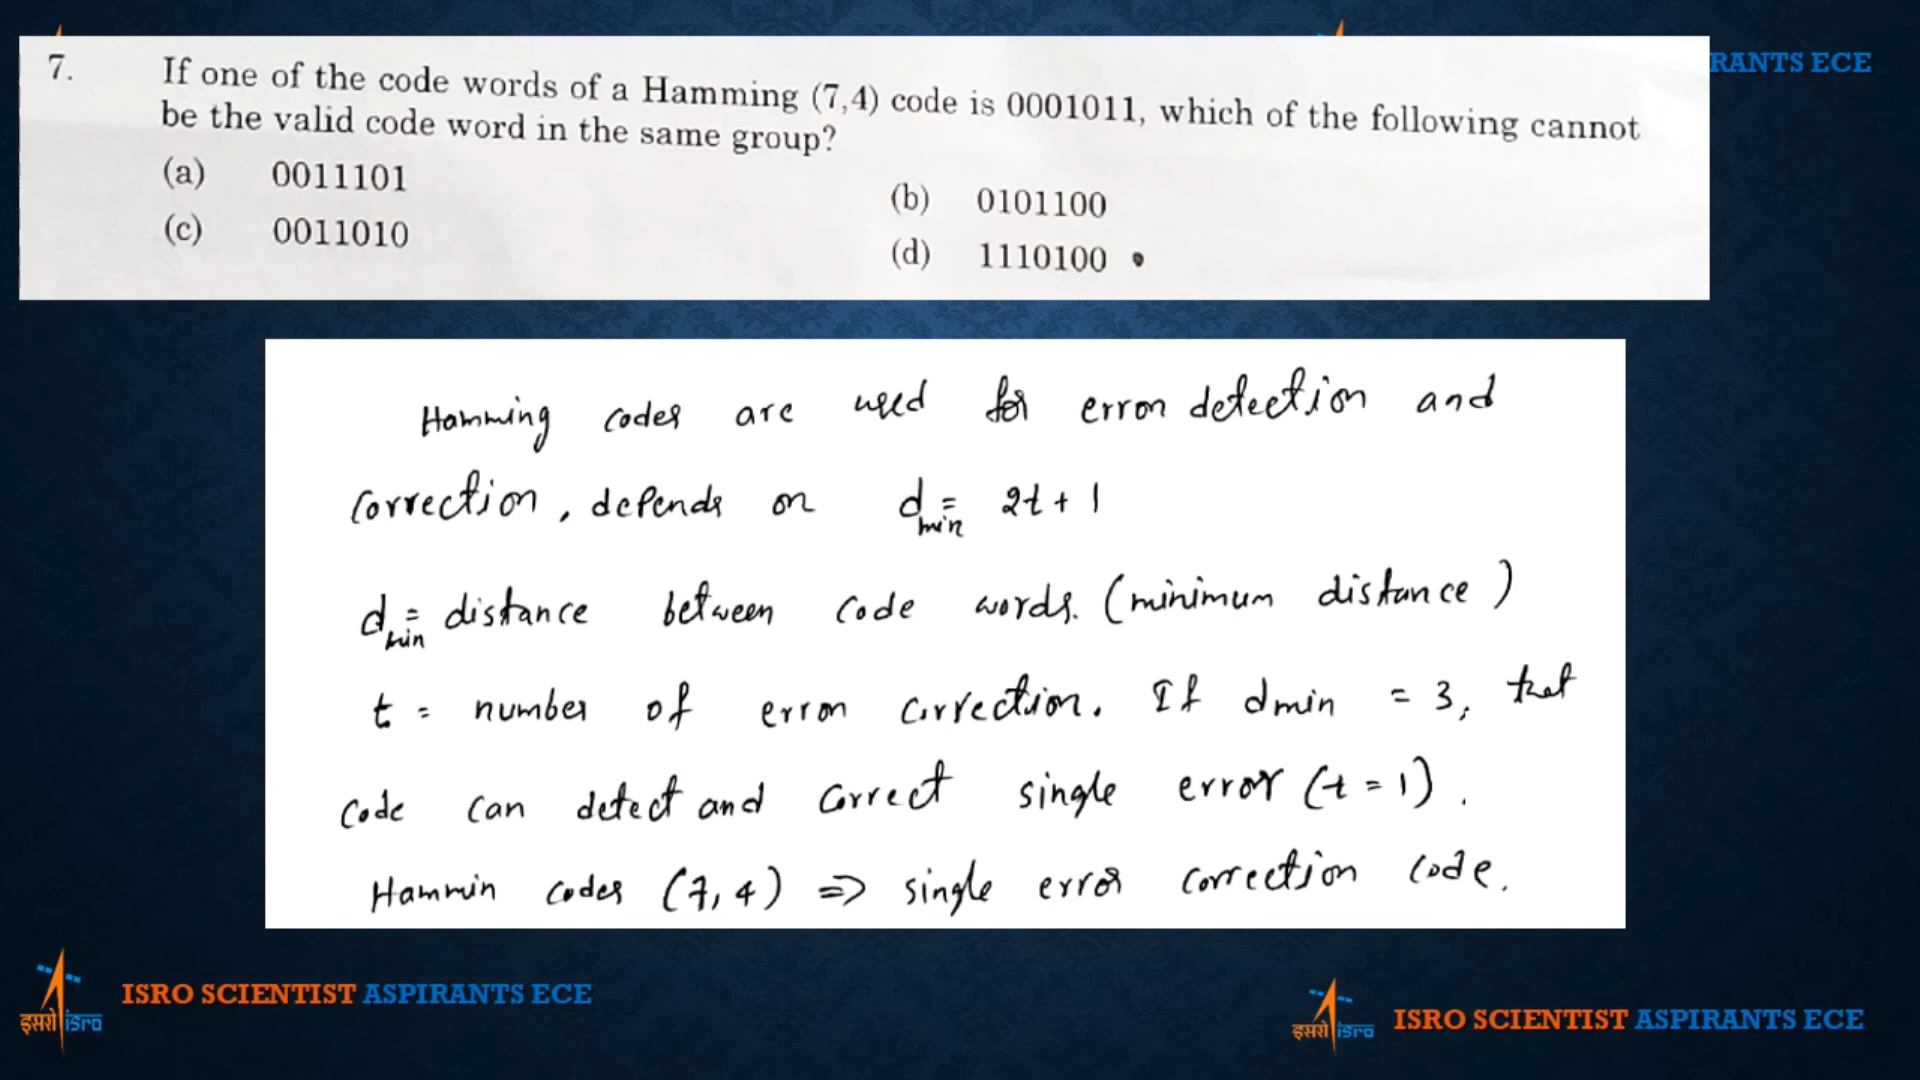 RANTS ECE
7. If one of the code words of a Hamming (7,4) code is 0001011, which of the following cannot
be the valid code word in the same group?
(a) 0011101
(b) 0101100
(c) 0011010
(d) 1110100
Hamming codes are used for error detection and
correction, depends on dmin = 2t + 1
dmin = distance between code words. (minimum distance)
t = number of error correction. If dmin = 3, that
code can detect and correct single error (t = 1).
Hammin codes (7,4) => single error correction code.
ISRO SCIENTIST ASPIRANTS ECE
इसरो isro
ISRO SCIENTIST ASPIRANTS ECE
इसरो isro